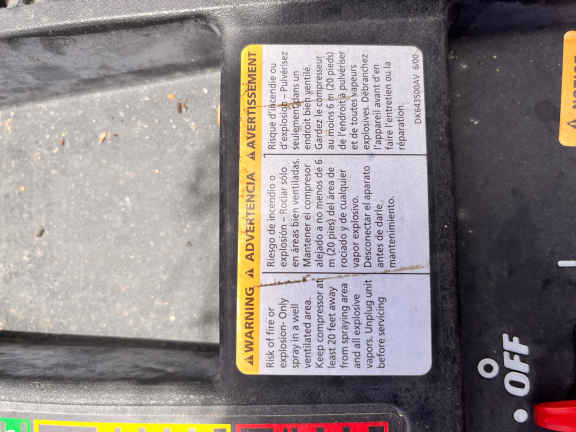 ⚠ WARNING
Risk of fire or
explosion- Only
spray in a well
ventilated area.
Keep compressor at
least 20 feet away
from spraying area
and all explosive
vapors. Unplug unit
before servicing
⚠ ADVERTENCIA
Riesgo de incendio o
explosión – Rociar sólo
en áreas bien ventiladas.
Mantener el compresor
alejado a no menos de 6
m (20 pies) del área de
rociado y de cualquier
vapor explosivo.
Desconectar el aparato
antes de darle
mantenimiento.
⚠ AVERTISSEMENT
Risque d'incendie ou
d'explosion – Pulvérisez
seulement dans un
endroit bien ventilé.
Gardez le compresseur
au moins 6 m (20 pieds)
de l'endroit à pulvériser
et de toutes vapeurs
explosives. Débranchez
l'appareil avant d'en
faire l'entretien ou la
réparation.
DK643500AV 6/00
O
OFF